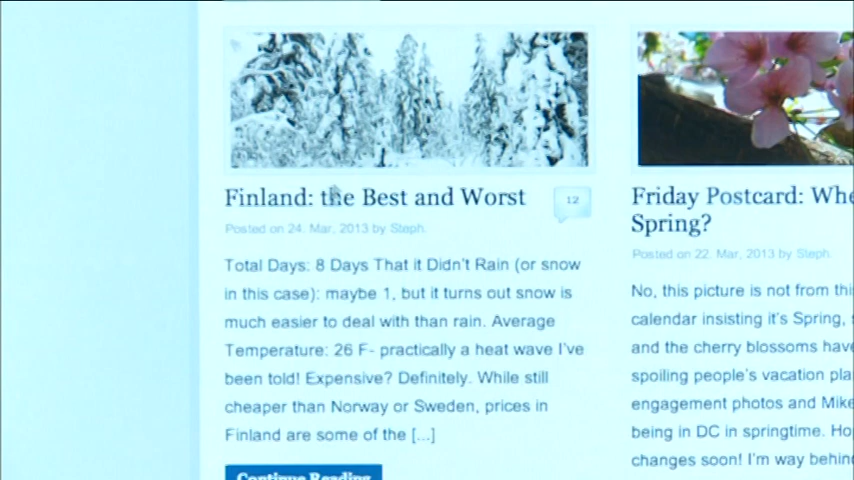 Finland: the Best and Worst
12
Posted on 24. Mar, 2013 by Steph.
Total Days: 8 Days That it Didn't Rain (or snow
in this case): maybe 1, but it turns out snow is
much easier to deal with than rain. Average
Temperature: 26 F- practically a heat wave I've
been told! Expensive? Definitely. While still
cheaper than Norway or Sweden, prices in
Finland are some of the [...]
Continue Reading
Friday Postcard: Whe
Spring?
Posted on 22. Mar, 2013 by Steph.
No, this picture is not from thi
calendar insisting it's Spring,
and the cherry blossoms have
spoiling people's vacation pla
engagement photos and Mike
being in DC in springtime. Ho
changes soon! I'm way behin